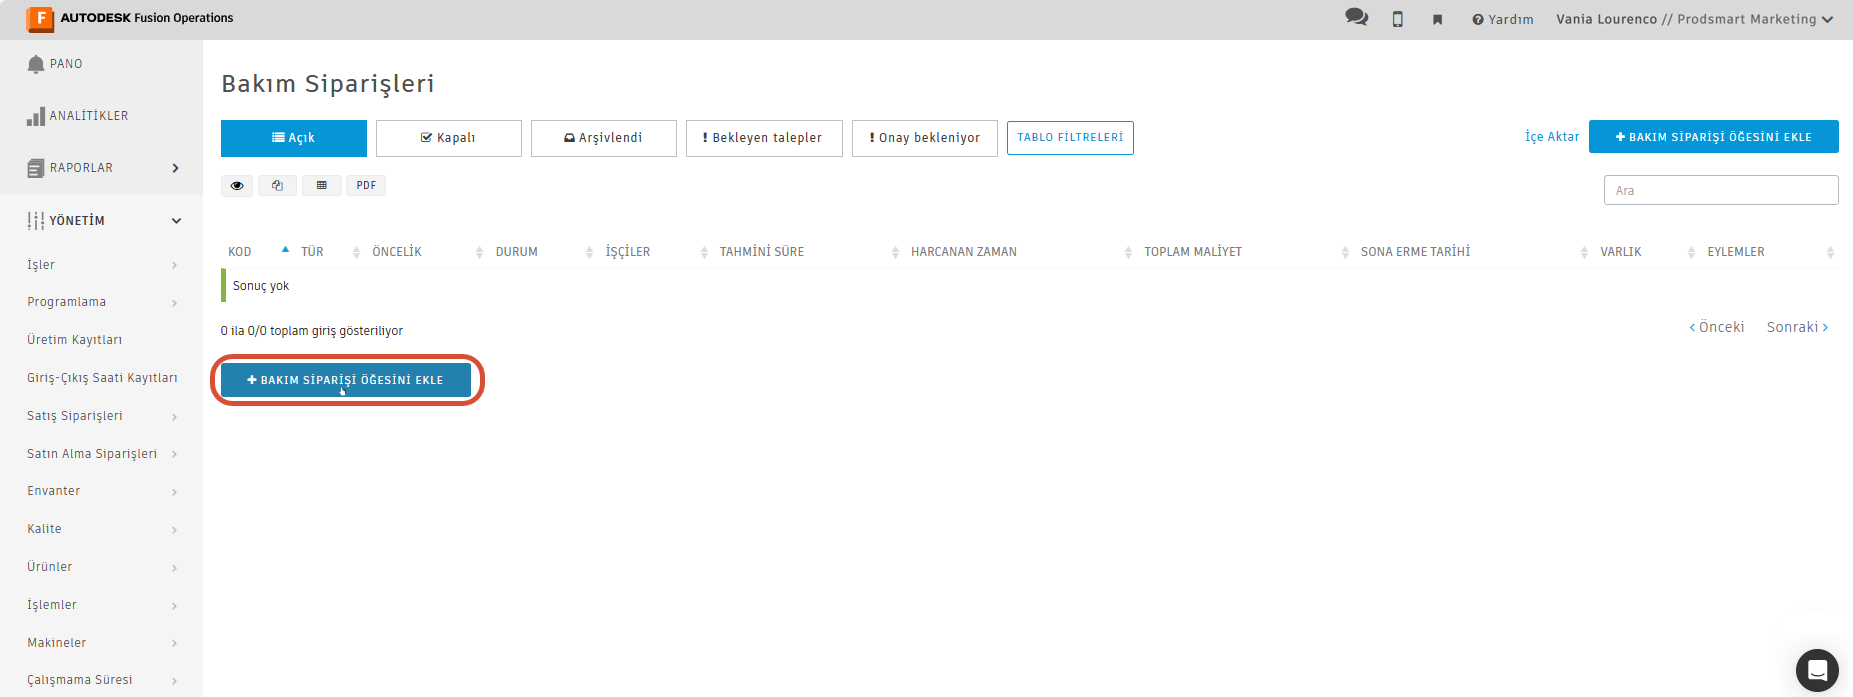 F AUTODESK Fusion Operations
Yardım
Vania Lourenco // Prodsmart Marketing
PANO
ANALİTİKLER
RAPORLAR
YÖNETİM
İşler
Programlama
Üretim Kayıtları
Giriş-Çıkış Saati Kayıtları
Satış Siparişleri
Satın Alma Siparişleri
Envanter
Kalite
Ürünler
İşlemler
Makineler
Çalışmama Süresi
Bakım Siparişleri
Açık
Kapalı
Arşivlendi
! Bekleyen talepler
! Onay bekleniyor
TABLO FİLTRELERİ
İçe Aktar
+ BAKIM SİPARİŞİ ÖĞESİNİ EKLE
PDF
Ara
KOD TÜR ÖNCELİK DURUM İŞÇİLER TAHMİNİ SÜRE HARCANAN ZAMAN TOPLAM MALİYET SONA ERME TARİHİ VARLIK EYLEMLER
Sonuç yok
0 ila 0/0 toplam giriş gösteriliyor
‹ Önceki Sonraki ›
+ BAKIM SİPARİŞİ ÖĞESİNİ EKLE